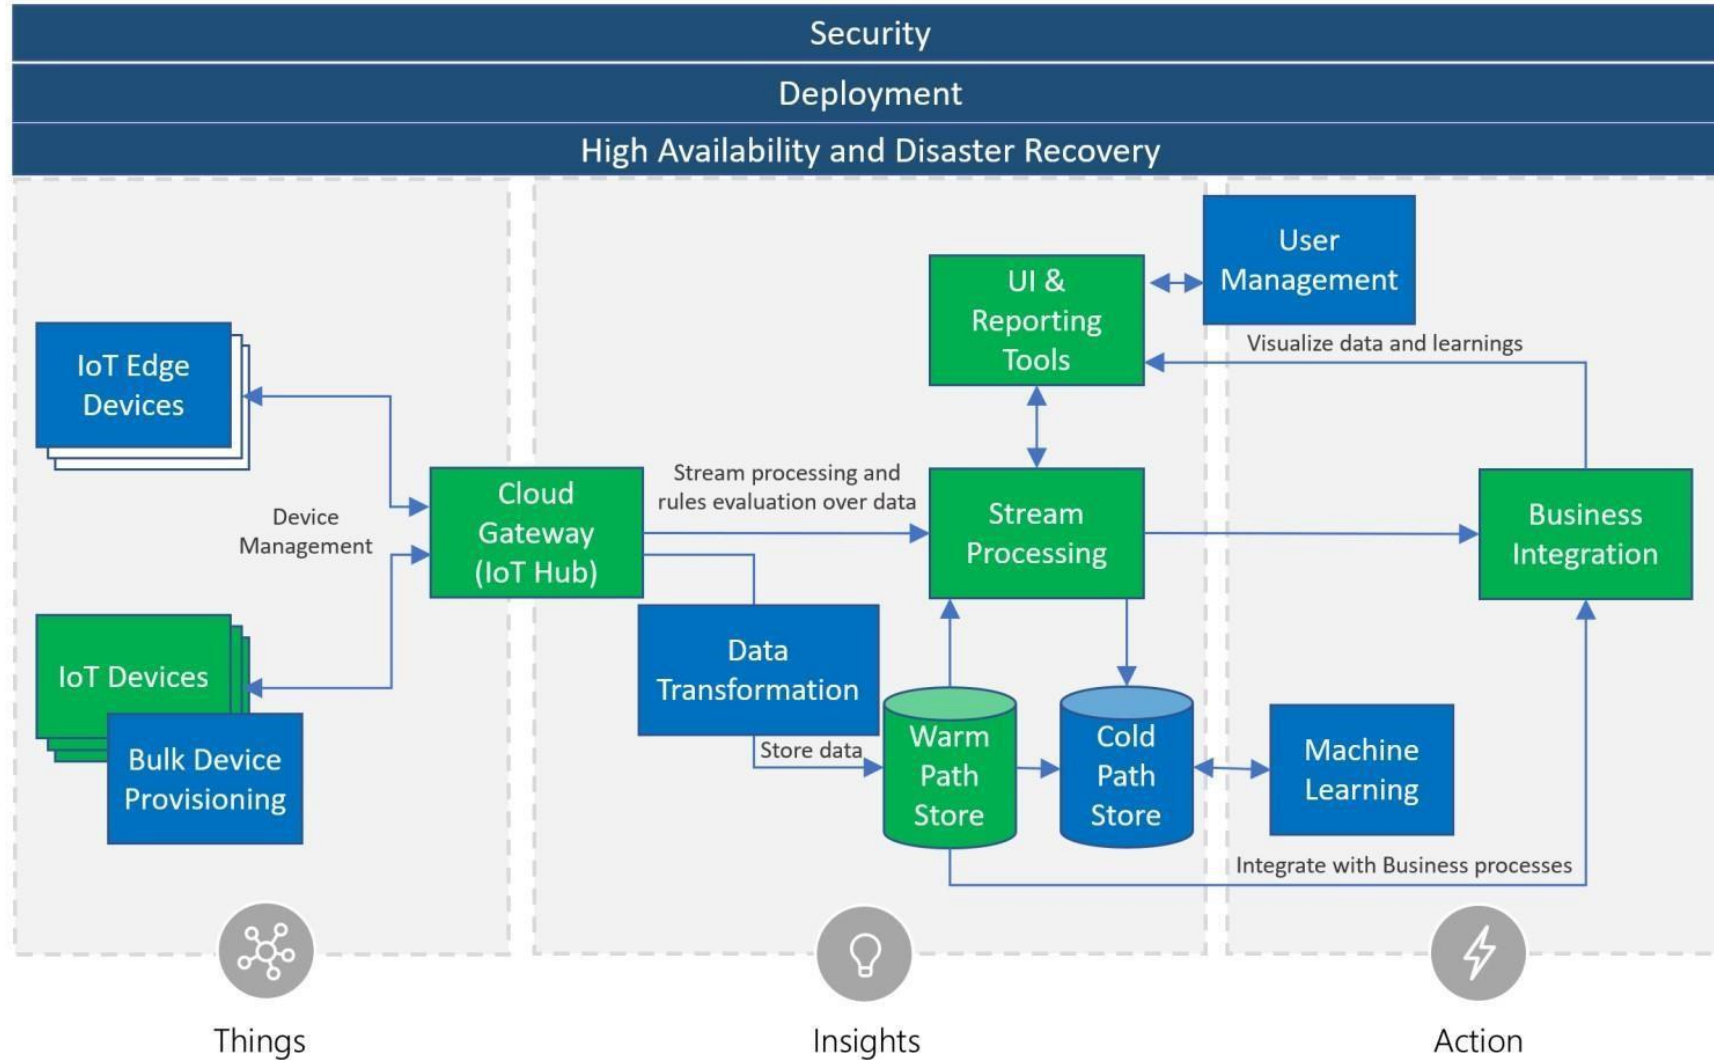 Security
Deployment
High Availability and Disaster Recovery
User
Management
UI &
Reporting
Tools
Visualize data and learnings
IoT Edge
Devices
Device
Management
Cloud
Gateway
(IoT Hub)
Stream processing and
rules evaluation over data
Stream
Processing
Business
Integration
IoT Devices
Bulk Device
Provisioning
Data
Transformation
Store data
Warm
Path
Store
Cold
Path
Store
Machine
Learning
Integrate with Business processes
Things
Insights
Action